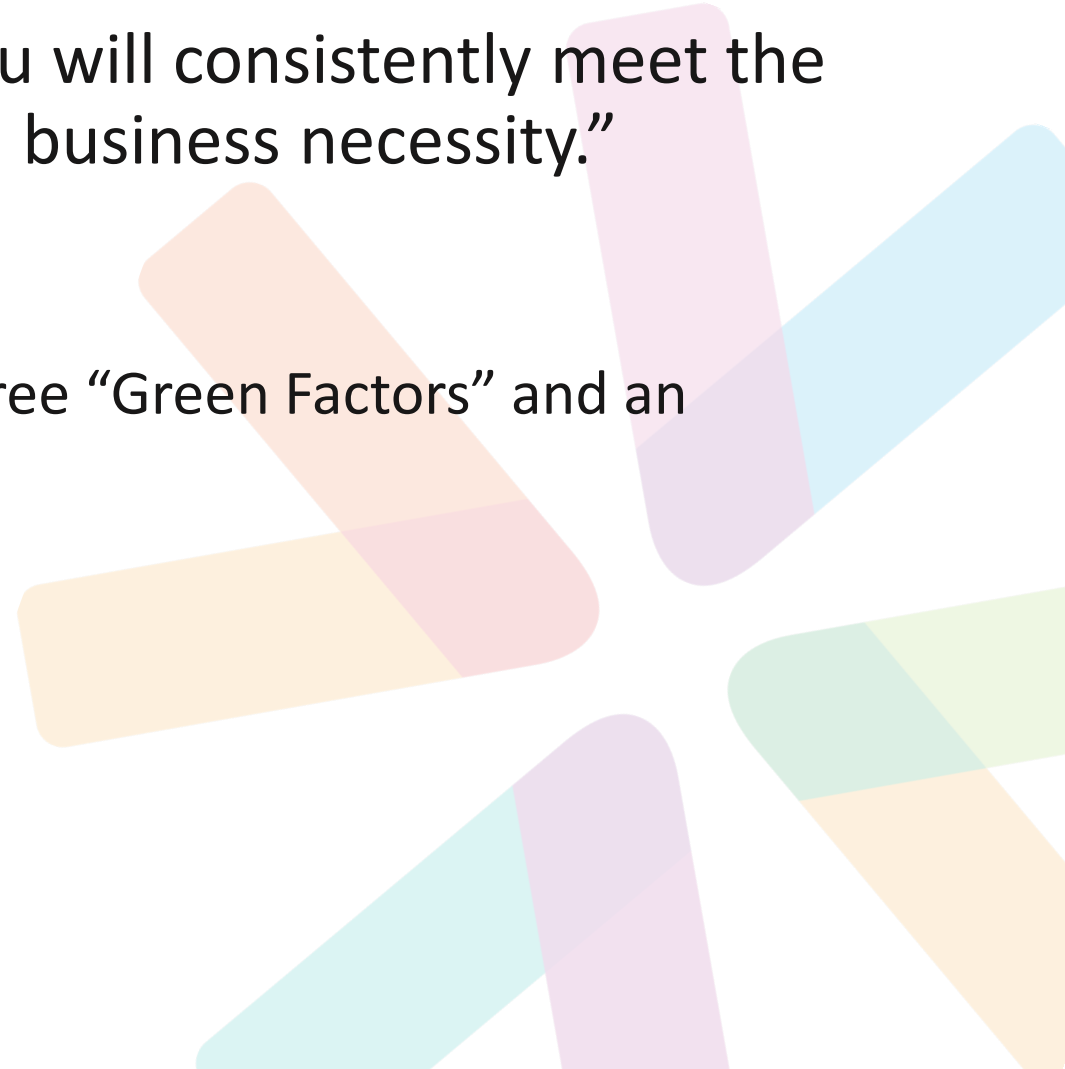 u will consistently meet the
business necessity.”
ree “Green Factors” and an